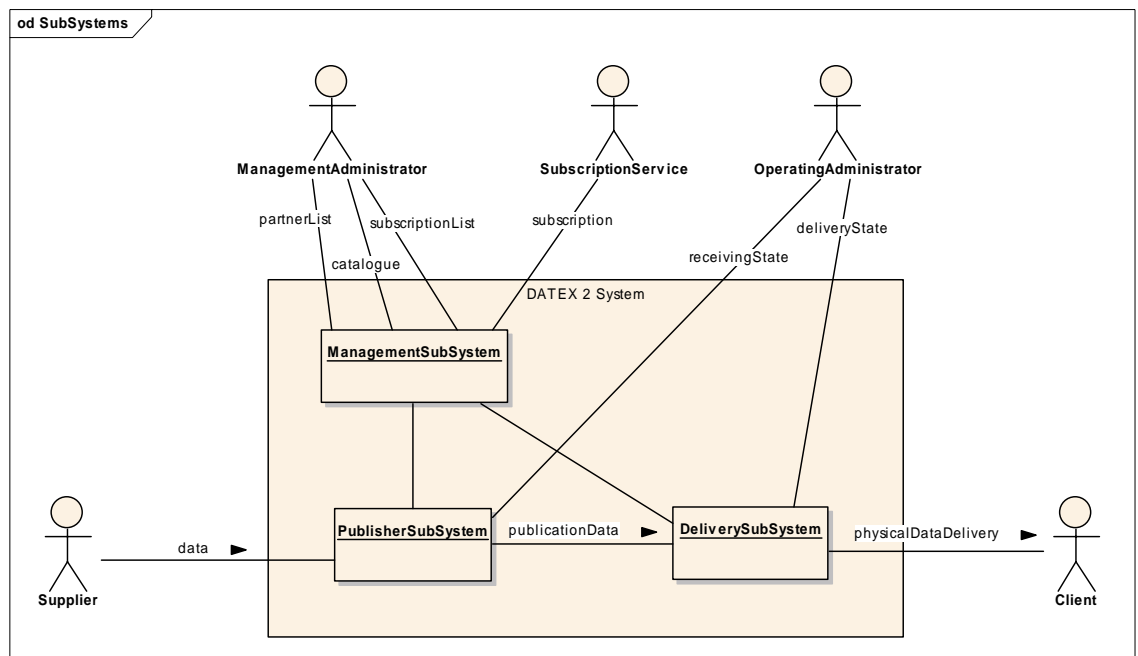 od SubSystems
ManagementAdministrator
SubscriptionService
OperatingAdministrator
partnerList
subscriptionList
subscription
deliveryState
catalogue
receivingState
DATEX 2 System
ManagementSubSystem
PublisherSubSystem
publicationData
DeliverySubSystem
physicalDataDelivery
data
Supplier
Client